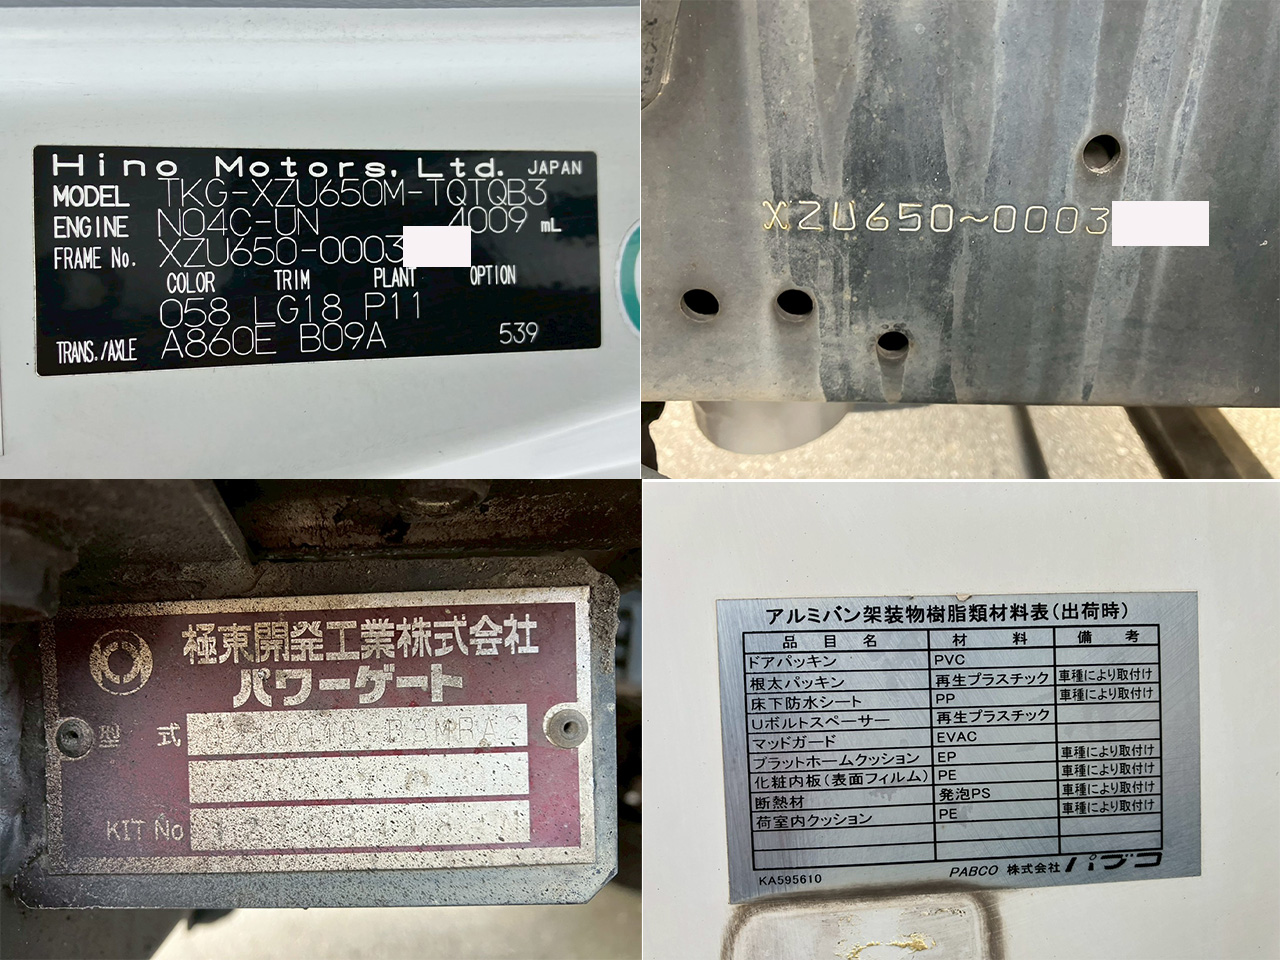 Hino Motors, Ltd. JAPAN
MODEL TKG-XZU650M-TQTQB3
ENGINE N04C-UN 4009 mL
FRAME No. XZU650-0003
COLOR TRIM PLANT OPTION
058 LG18 P11
TRANS./AXLE A860E B09A 539
XZU650~0003
極東開発工業株式会社
パワーゲート
型 式
KIT No
アルミバン架装物樹脂類材料表(出荷時)
品 目 名 材 料 備 考
ドアパッキン PVC
根太パッキン 再生プラスチック 車種により取付け
床下防水シート PP 車種により取付け
Uボルトスペーサー 再生プラスチック
マッドガード EVAC
プラットホームクッション EP 車種により取付け
化粧内板(表面フィルム) PE 車種により取付け
断熱材 発泡PS 車種により取付け
荷室内クッション PE 車種により取付け
KA595610 PABCO 株式会社 パブコ